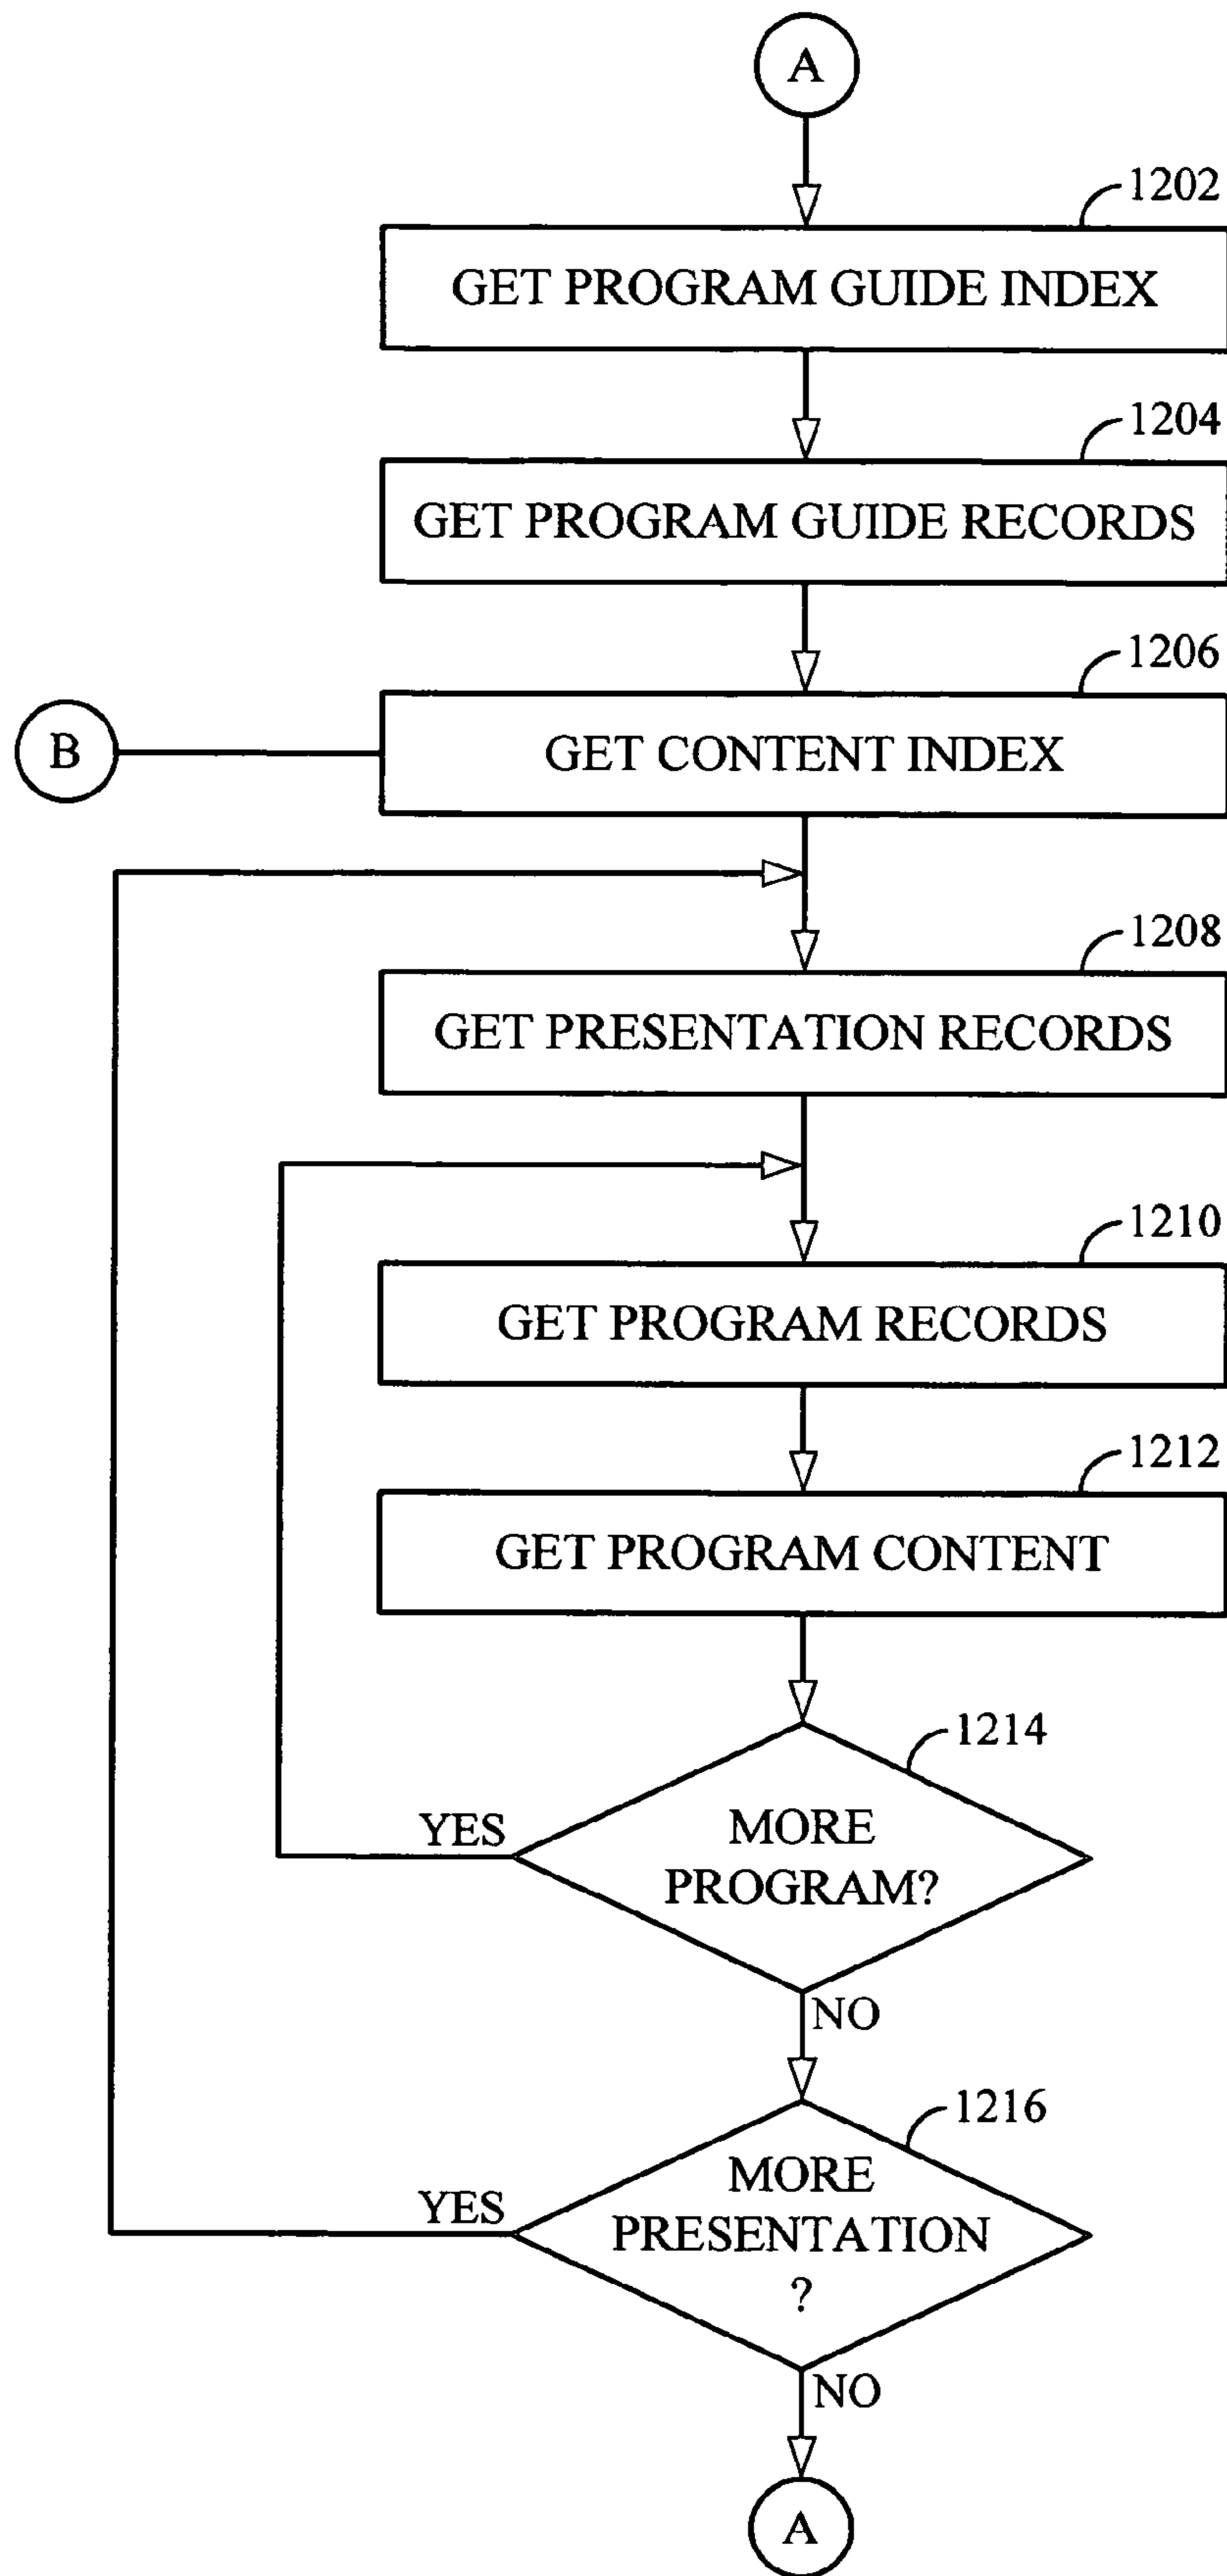 A
1202
GET PROGRAM GUIDE INDEX
1204
GET PROGRAM GUIDE RECORDS
1206
B
GET CONTENT INDEX
1208
GET PRESENTATION RECORDS
1210
GET PROGRAM RECORDS
1212
GET PROGRAM CONTENT
1214
YES
MORE
PROGRAM?
NO
1216
YES
MORE
PRESENTATION
?
NO
A